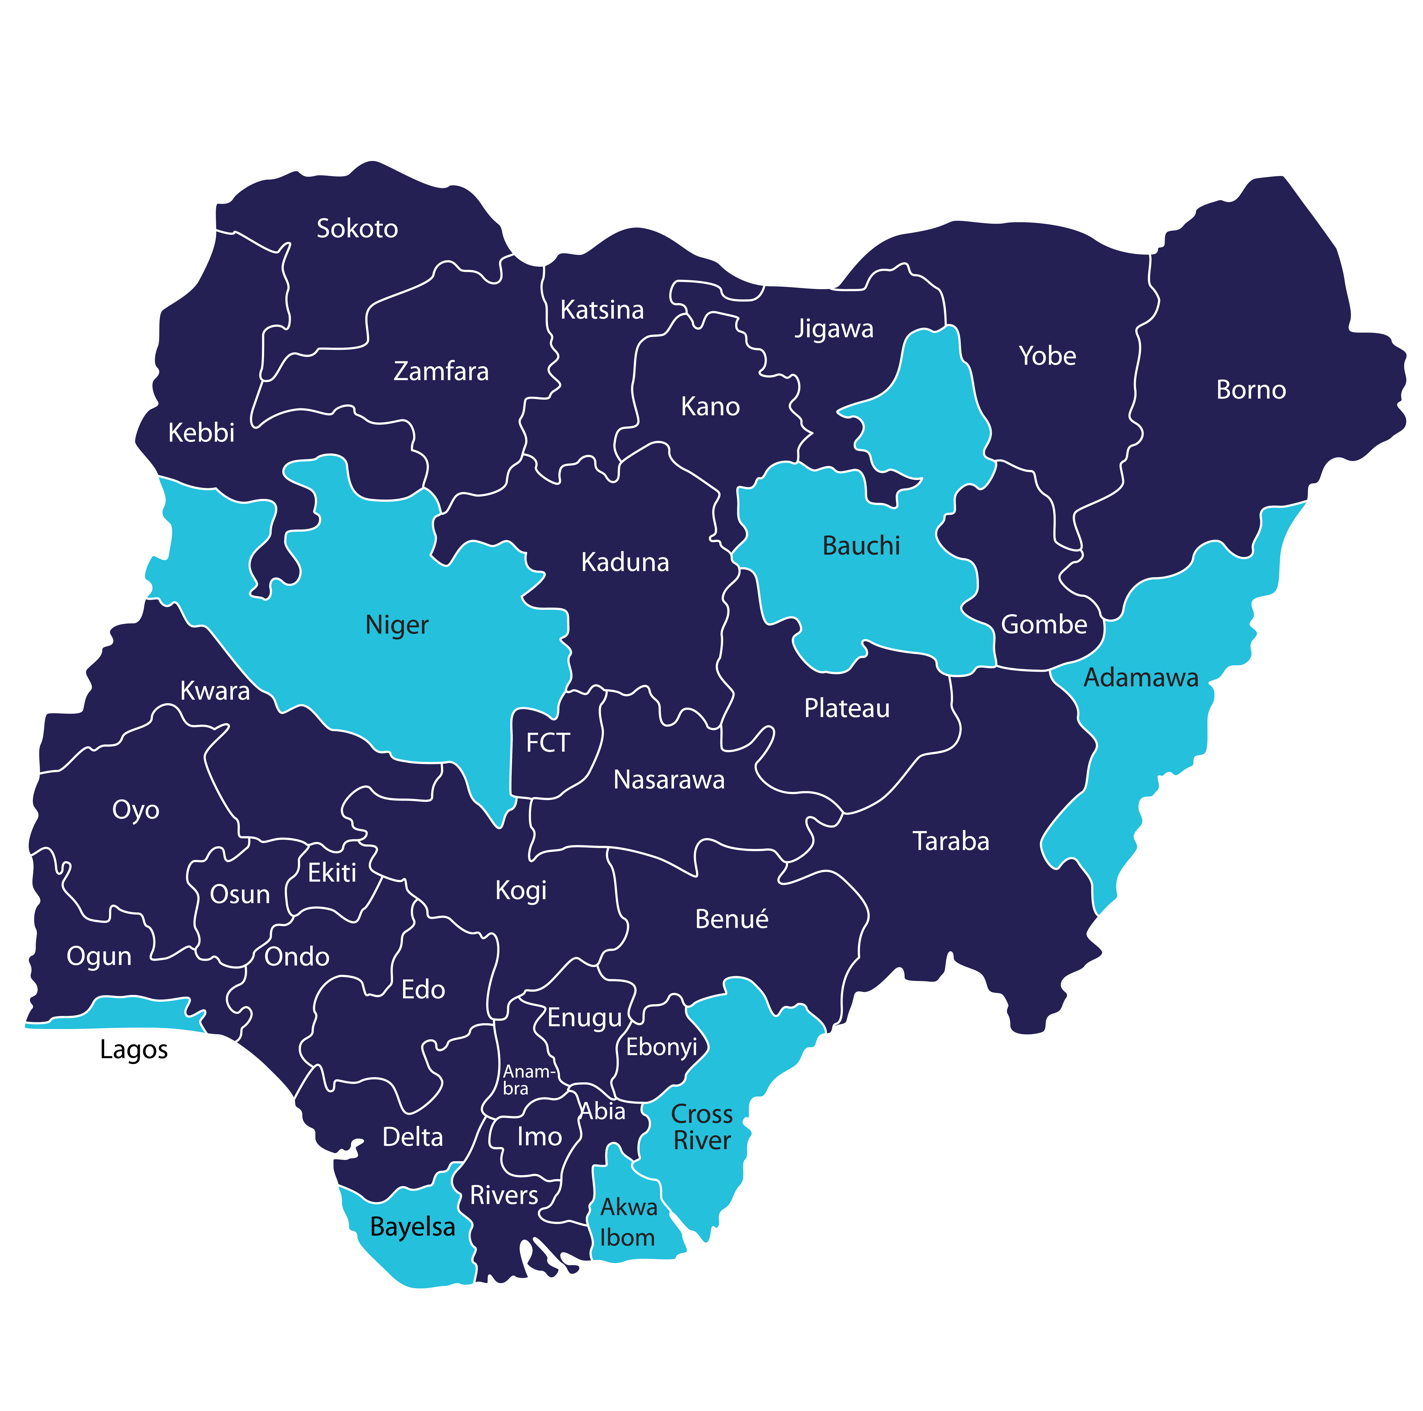 Sokoto
Katsina
Jigawa
Yobe
Zamfara
Borno
Kano
Kebbi
Bauchi
Kaduna
Niger
Gombe
Adamawa
Kwara
Plateau
FCT
Nasarawa
Oyo
Taraba
Ekiti
Osun
Kogi
Benué
Ogun
Ondo
Edo
Enugu
Ebonyi
Lagos
Anam-
bra
Abia
Cross
River
Delta
Imo
Rivers
Akwa
Ibom
Bayelsa